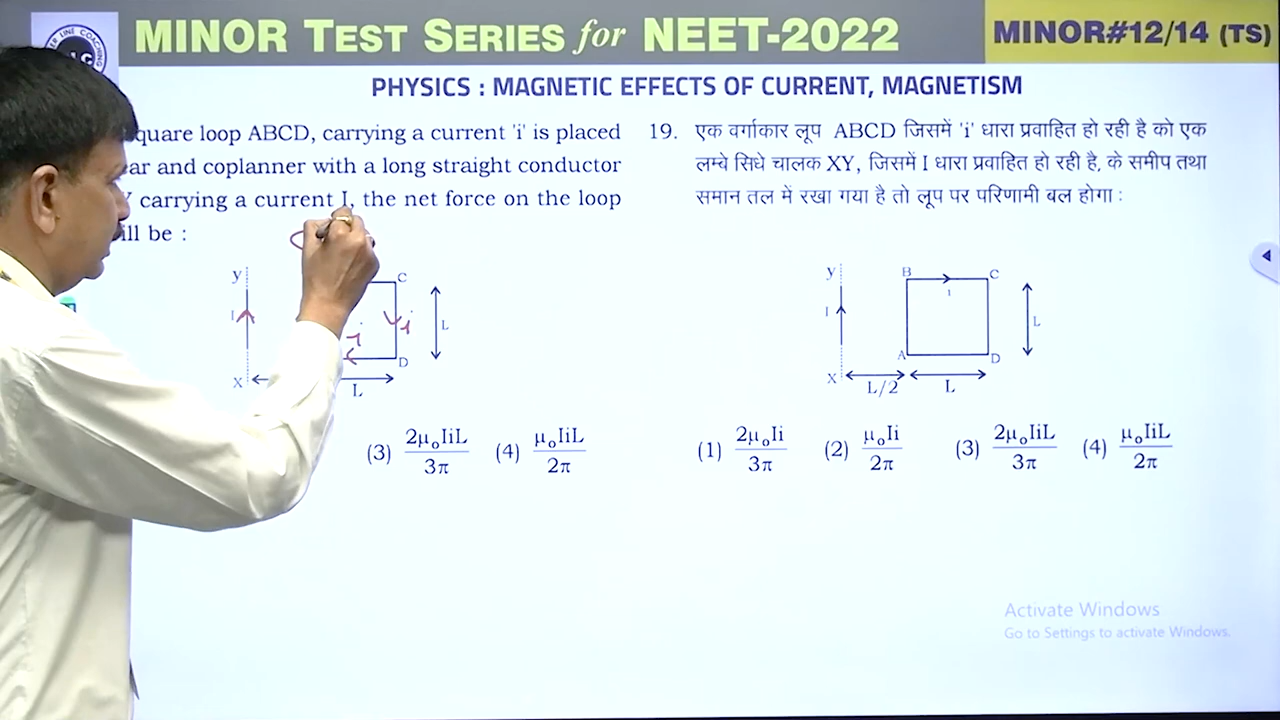 ER LINE COACHING
MINOR TEST SERIES for NEET-2022
MINOR#12/14 (TS)
PHYSICS : MAGNETIC EFFECTS OF CURRENT, MAGNETISM
quare loop ABCD, carrying a current 'i' is placed
ear and coplanner with a long straight conductor
Y carrying a current I, the net force on the loop
ill be :
y
I
X
C
i
i
D
L
L
(3) 2μ₀IiL/3π (4) μ₀IiL/2π
19. एक वर्गाकार लूप ABCD जिसमें 'i' धारा प्रवाहित हो रही है को एक
लम्बे सिधे चालक XY, जिसमें I धारा प्रवाहित हो रही है, के समीप तथा
समान तल में रखा गया है तो लूप पर परिणामी बल होगा :
y
B
C
i
I
L
A
D
X
L/2
L
(1) 2μ₀Ii/3π (2) μ₀Ii/2π (3) 2μ₀IiL/3π (4) μ₀IiL/2π
Activate Windows
Go to Settings to activate Windows.